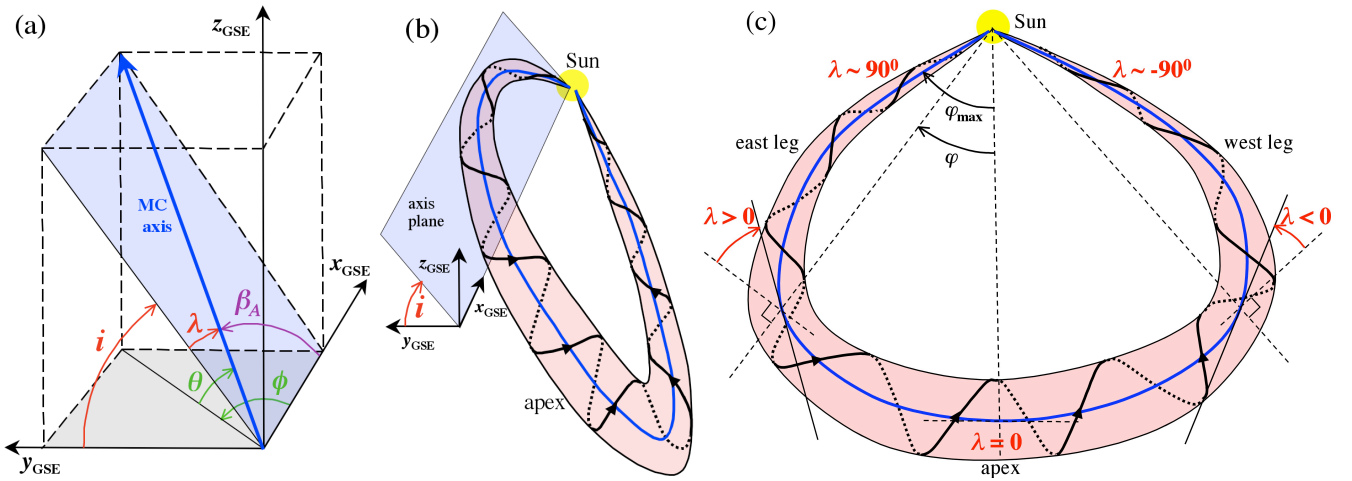 (a)
z_GSE
MC
axis
x_GSE
β_A
λ
i
θ
ϕ
y_GSE
(b)
Sun
axis
plane
z_GSE
i
x_GSE
y_GSE
apex
(c)
Sun
λ ~ 90⁰
λ ~ -90⁰
φ_max
east leg
φ
west leg
λ > 0
λ < 0
λ = 0
apex